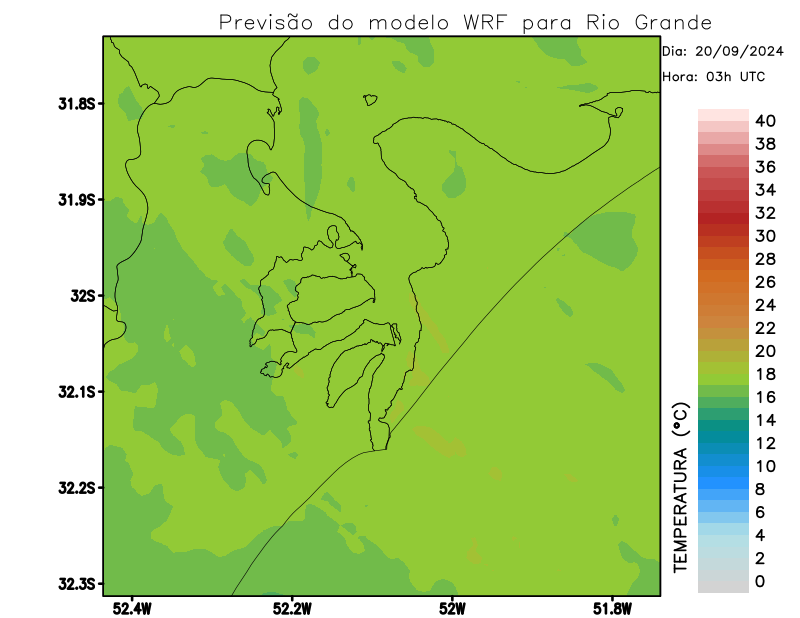 Previsão do modelo WRF para Rio Grande
Dia: 20/09/2024
Hora: 03h UTC
31.8S
31.9S
32S
32.1S
32.2S
32.3S
52.4W
52.2W
52W
51.8W
TEMPERATURA (°C)
40
38
36
34
32
30
28
26
24
22
20
18
16
14
12
10
8
6
4
2
0